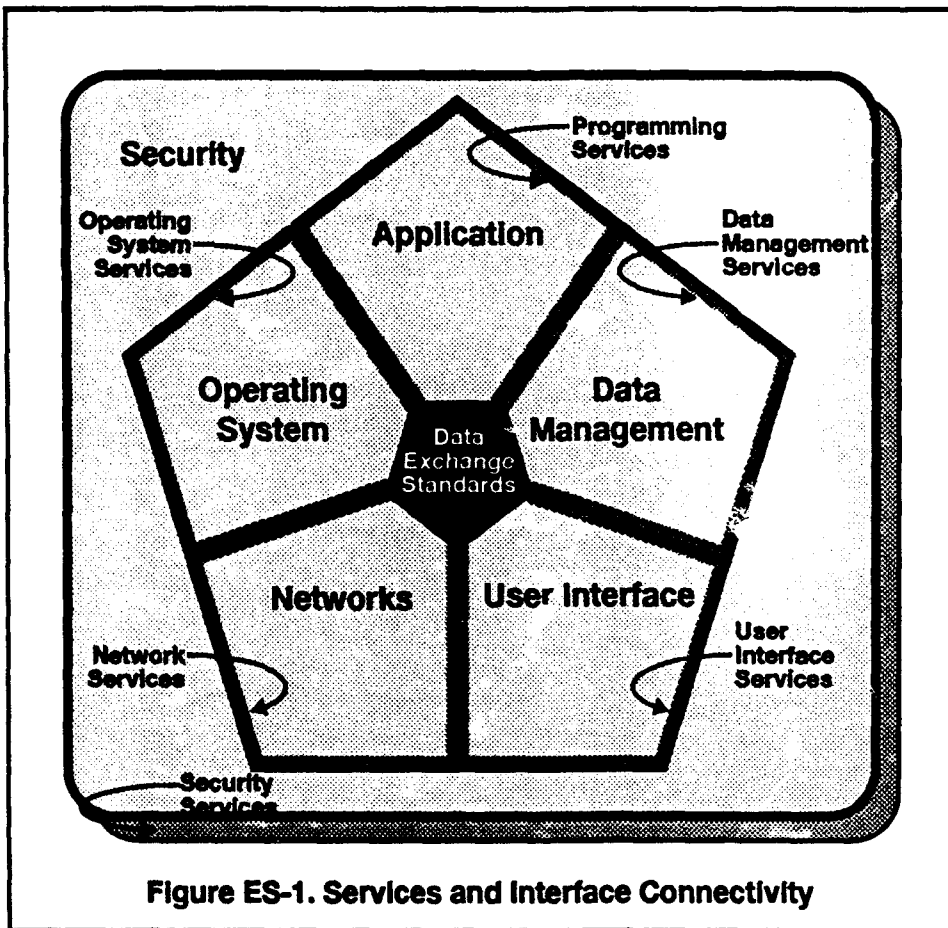 Security
Programming
Services
Operating
System
Services
Application
Data
Management
Services
Operating
System
Data
Management
Data
Exchange
Standards
Networks
User Interface
Network
Services
User
Interface
Services
Security
Services
Figure ES-1. Services and Interface Connectivity